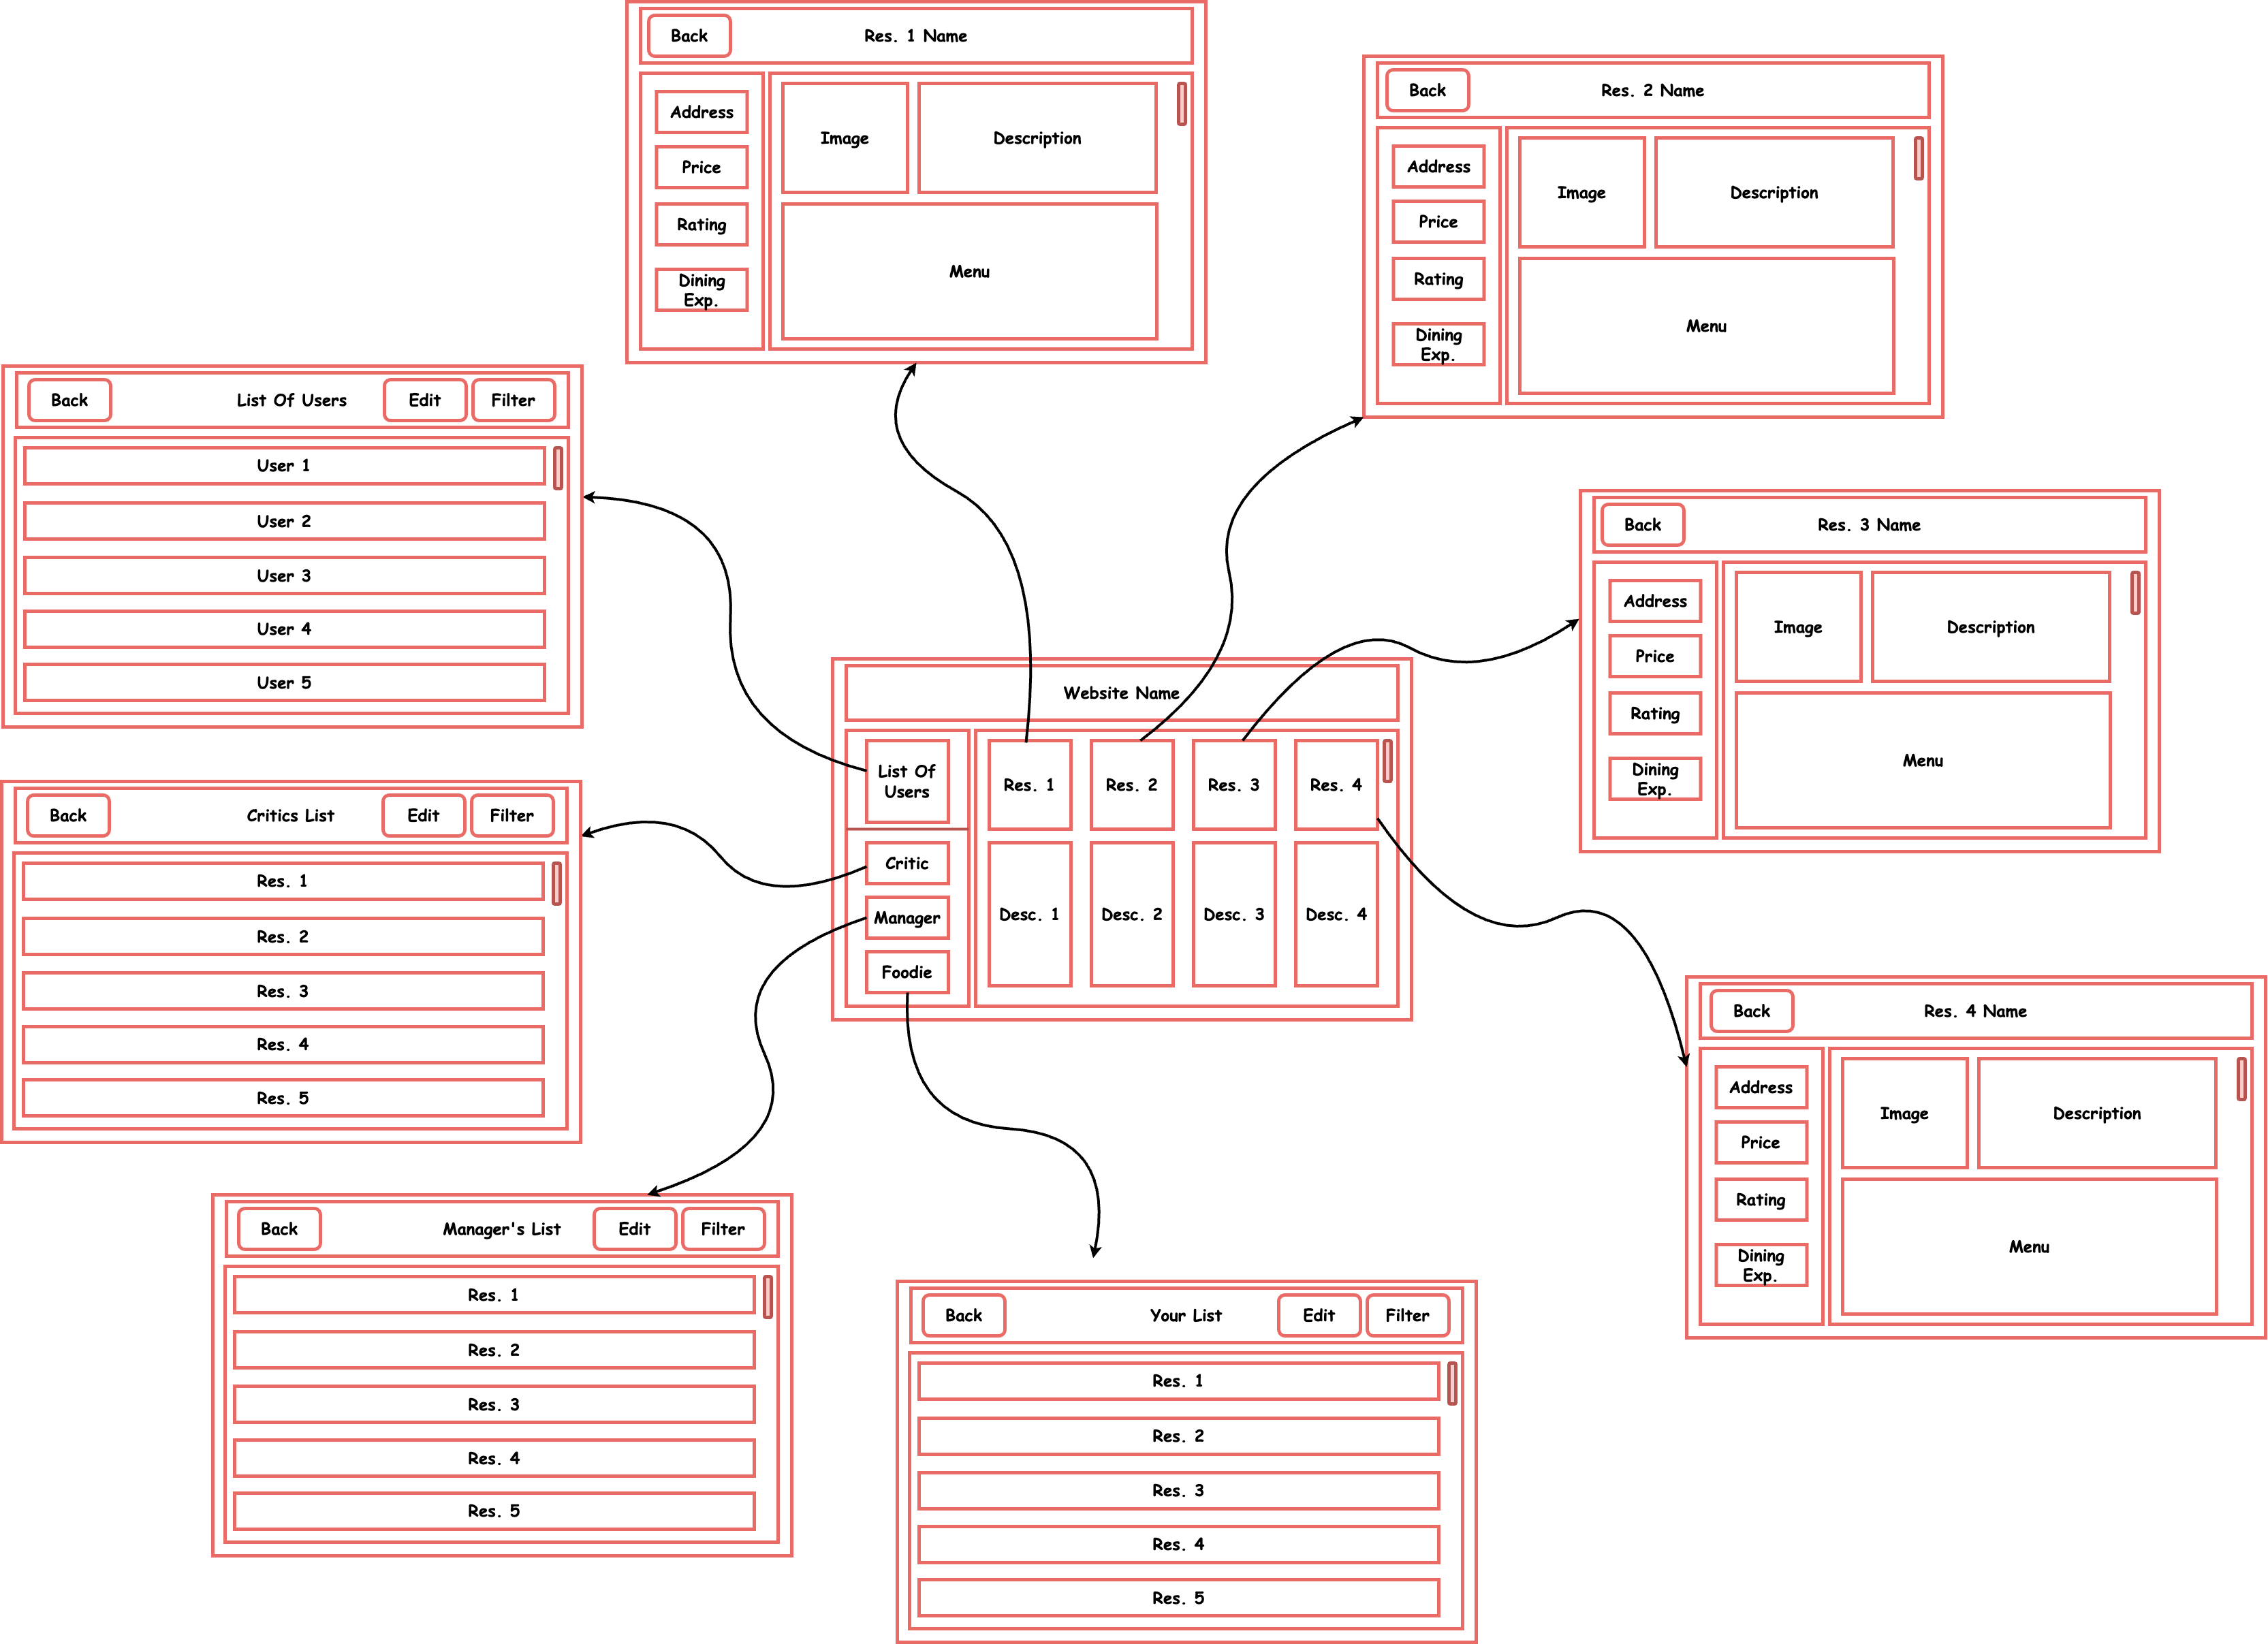 Back
Res. 1 Name
Address
Price
Rating
Dining
Exp.
Image
Description
Menu
Back
Res. 2 Name
Address
Price
Rating
Dining
Exp.
Image
Description
Menu
Back
List Of Users
Edit
Filter
User 1
User 2
User 3
User 4
User 5
Back
Res. 3 Name
Address
Price
Rating
Dining
Exp.
Image
Description
Menu
Website Name
List Of
Users
Critic
Manager
Foodie
Res. 1
Res. 2
Res. 3
Res. 4
Desc. 1
Desc. 2
Desc. 3
Desc. 4
Back
Critics List
Edit
Filter
Res. 1
Res. 2
Res. 3
Res. 4
Res. 5
Back
Res. 4 Name
Address
Price
Rating
Dining
Exp.
Image
Description
Menu
Back
Manager's List
Edit
Filter
Res. 1
Res. 2
Res. 3
Res. 4
Res. 5
Back
Your List
Edit
Filter
Res. 1
Res. 2
Res. 3
Res. 4
Res. 5